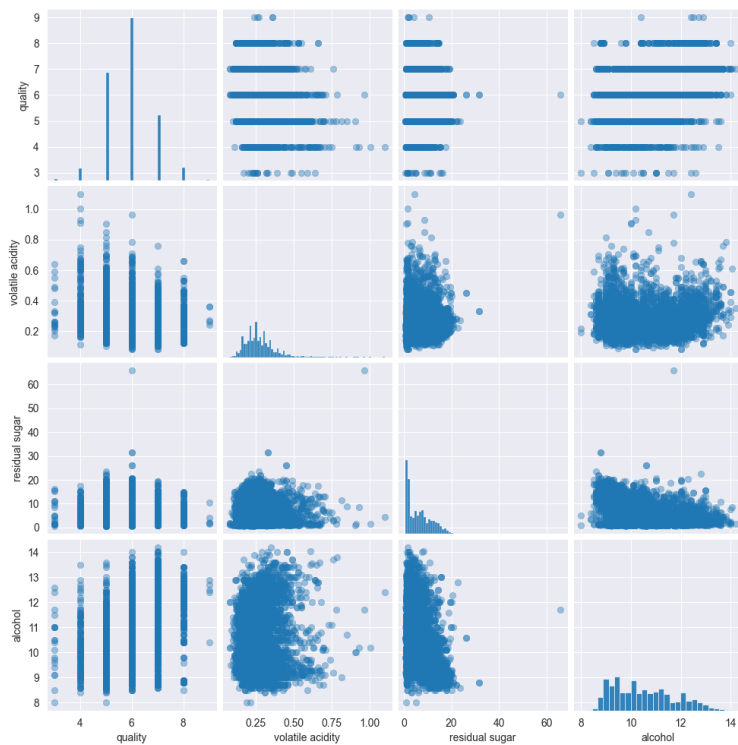 9
8
7
6
5
4
3
quality
1.0
0.8
0.6
0.4
0.2
volatile acidity
60
50
40
30
20
10
0
residual sugar
14
13
12
11
10
9
8
alcohol
4 6 8
0.25 0.50 0.75 1.00
0 20 40 60
8 10 12 14
quality
volatile acidity
residual sugar
alcohol